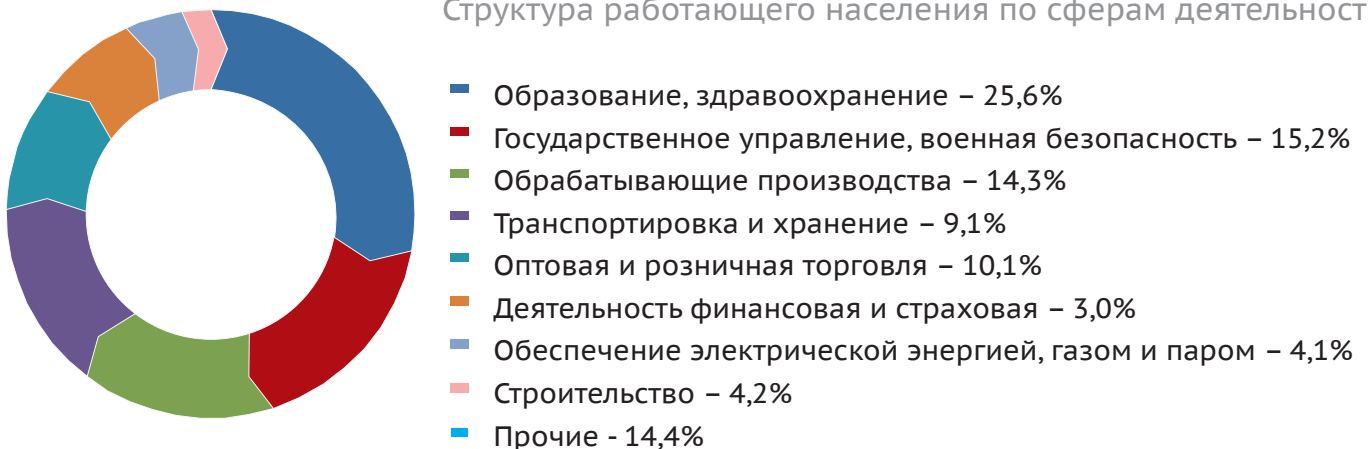 Структура работающего населения по сферам деятельност
Образование, здравоохранение – 25,6%
Государственное управление, военная безопасность – 15,2%
Обрабатывающие производства – 14,3%
Транспортировка и хранение – 9,1%
Оптовая и розничная торговля – 10,1%
Деятельность финансовая и страховая – 3,0%
Обеспечение электрической энергией, газом и паром – 4,1%
Строительство – 4,2%
Прочие - 14,4%